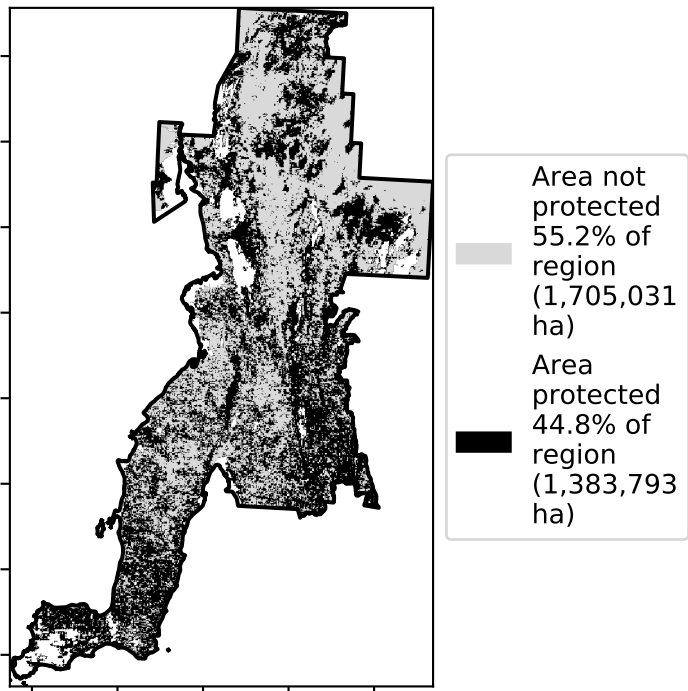 Area not
protected
55.2% of
region
(1,705,031
ha)
Area
protected
44.8% of
region
(1,383,793
ha)